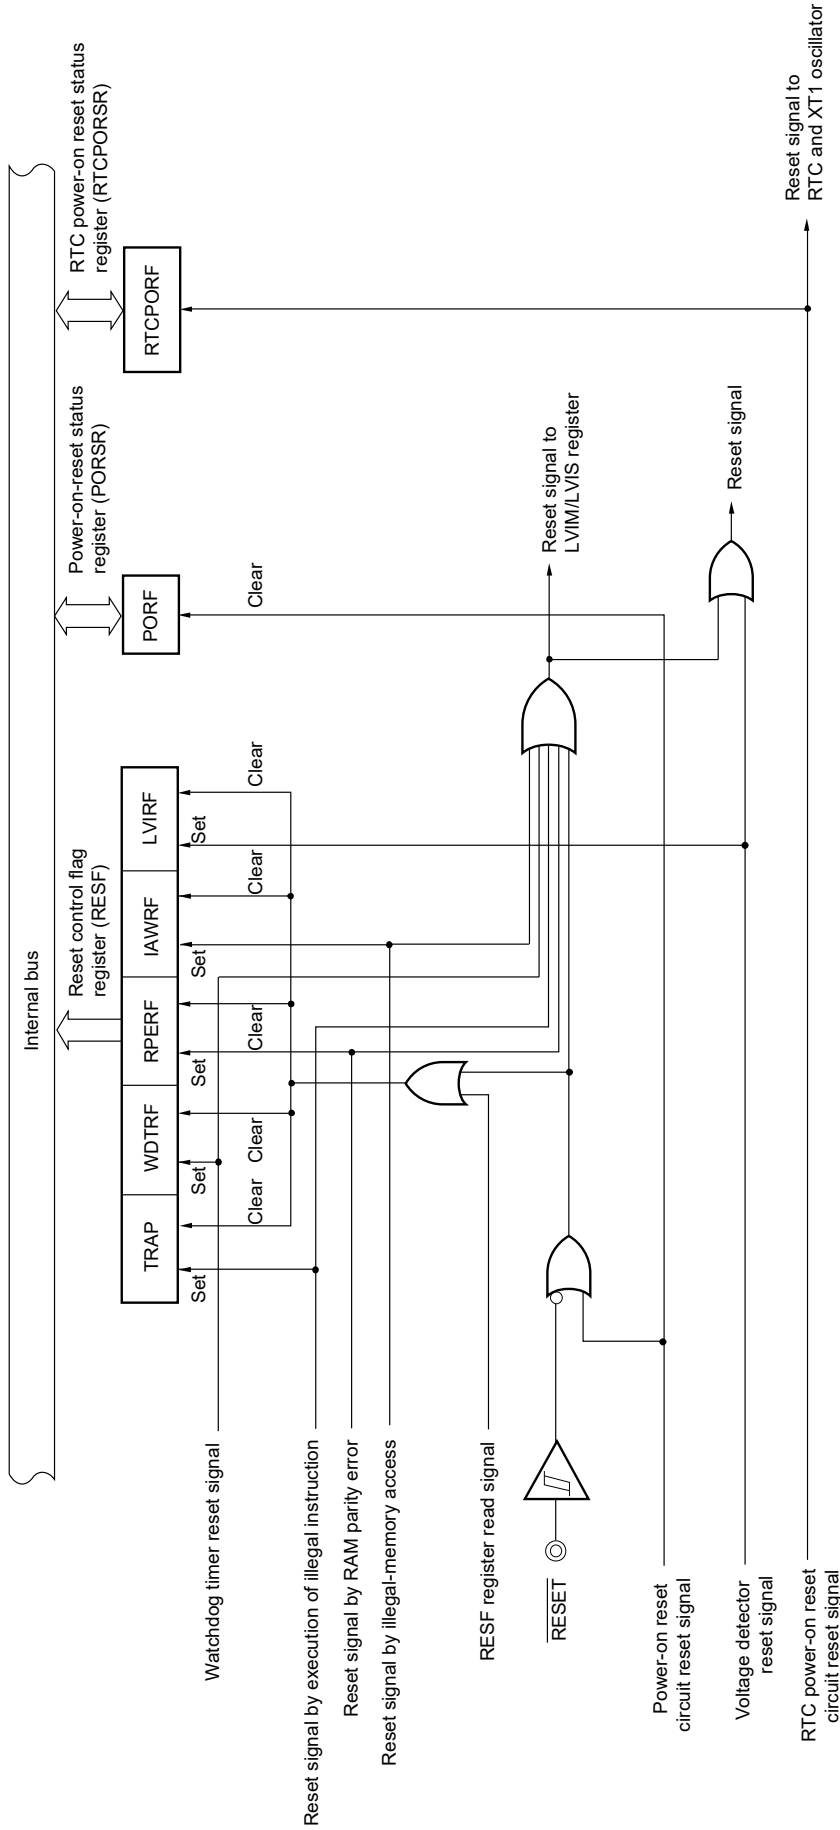 Internal bus
Reset control flag
register (RESF)
Power-on-reset status
register (PORSR)
RTC power-on reset status
register (RTCPORSR)
TRAP
WDTRF
RPERF
IAWRF
LVIRF
PORF
RTCPORF
Set
Set
Set
Set
Set
Clear
Clear
Clear
Clear
Clear
Clear
Watchdog timer reset signal
Reset signal by execution of illegal instruction
Reset signal by RAM parity error
Reset signal by illegal-memory access
RESF register read signal
RESET
Reset signal to
LVIM/LVIS register
Power-on reset
circuit reset signal
Reset signal
Voltage detector
reset signal
RTC power-on reset
circuit reset signal
Reset signal to
RTC and XT1 oscillator